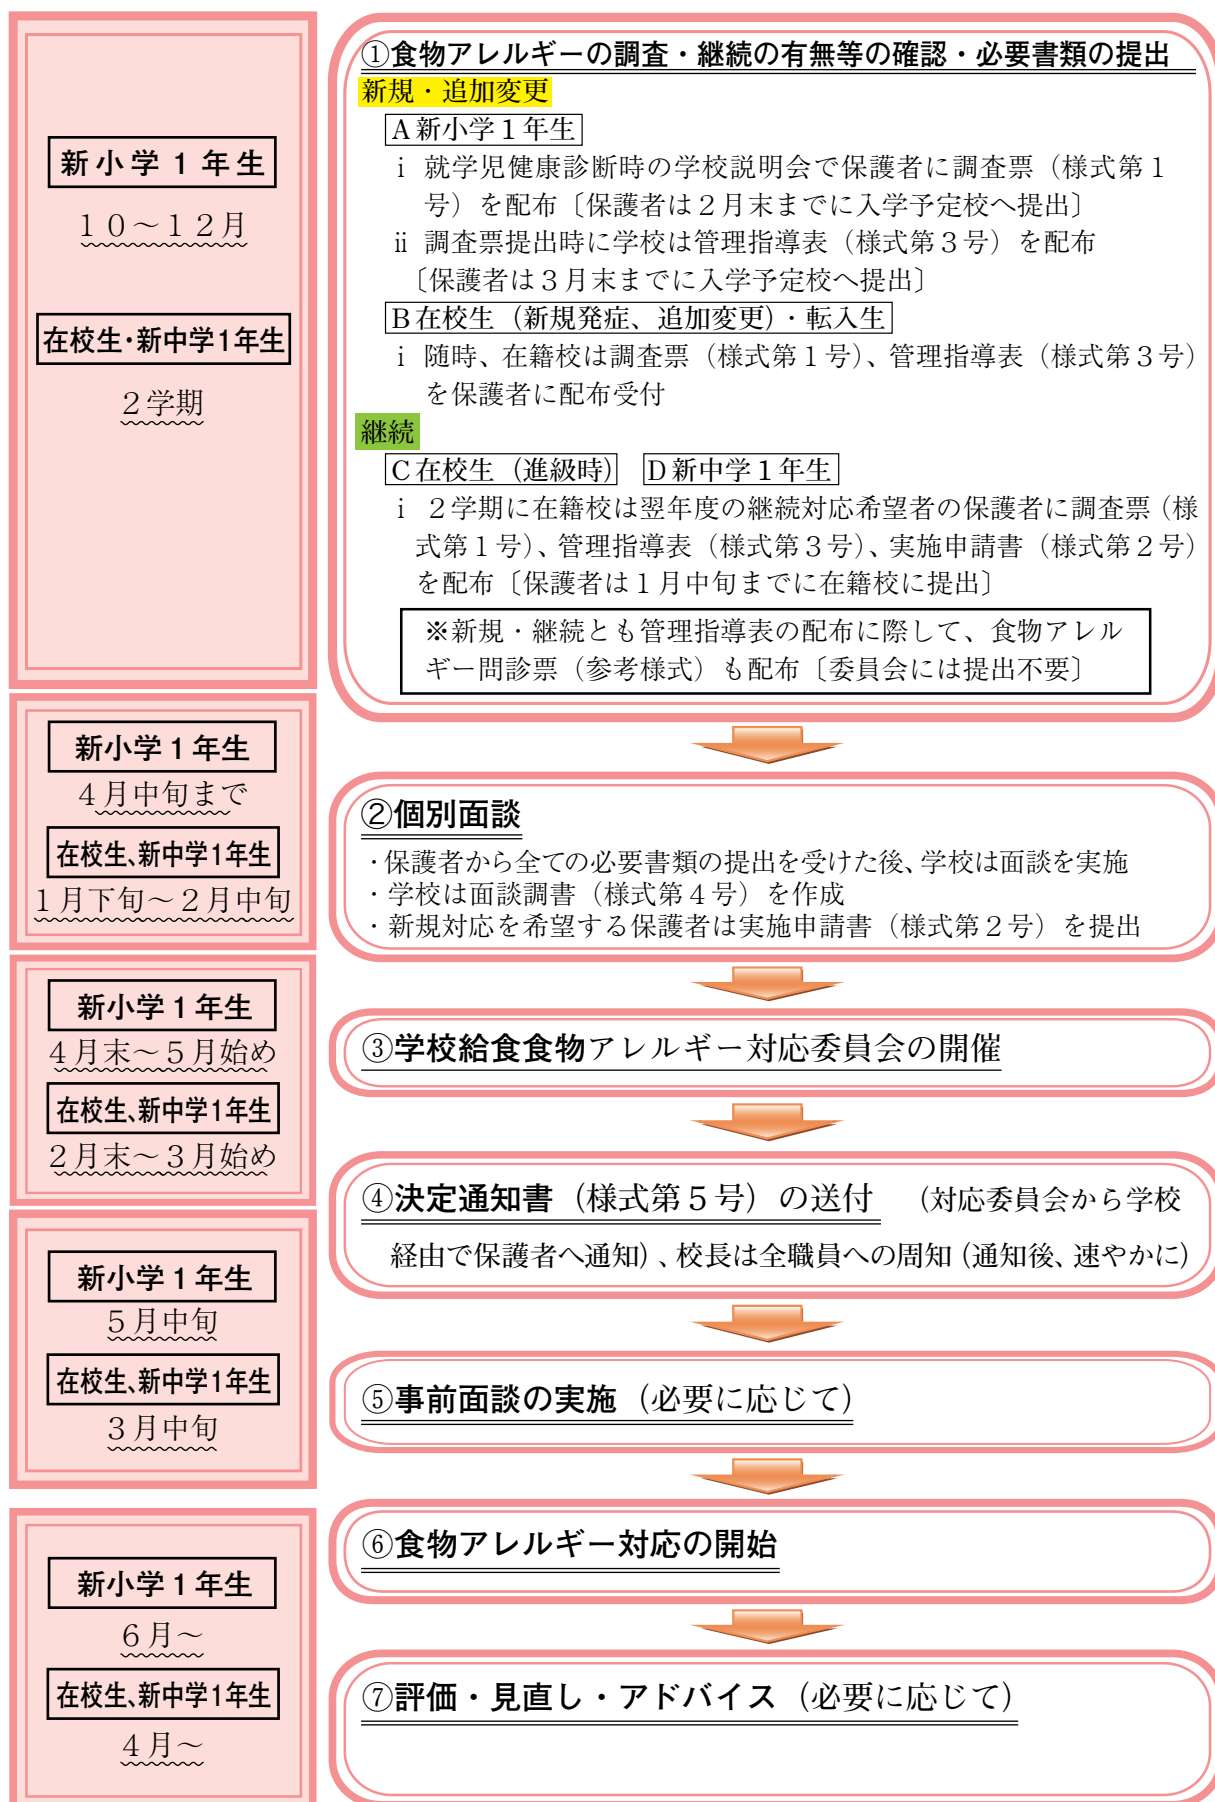 新小学１年生
１０～１２月
在校生・新中学1年生
２学期
①食物アレルギーの調査・継続の有無等の確認・必要書類の提出
新規・追加変更
Ａ新小学１年生
ⅰ 就学児健康診断時の学校説明会で保護者に調査票（様式第１
号）を配布〔保護者は２月末までに入学予定校へ提出〕
ⅱ 調査票提出時に学校は管理指導表（様式第３号）を配布
〔保護者は３月末までに入学予定校へ提出〕
Ｂ在校生（新規発症、追加変更）・転入生
ⅰ 随時、在籍校は調査票（様式第１号）、管理指導表（様式第３号）
を保護者に配布受付
継続
Ｃ在校生（進級時） Ｄ新中学１年生
ⅰ ２学期に在籍校は翌年度の継続対応希望者の保護者に調査票（様
式第１号）、管理指導表（様式第３号）、実施申請書（様式第２号）
を配布〔保護者は１月中旬までに在籍校に提出〕
※新規・継続とも管理指導表の配布に際して、食物アレル
ギー問診票（参考様式）も配布〔委員会には提出不要〕
新小学１年生
４月中旬まで
在校生、新中学1年生
１月下旬～２月中旬
②個別面談
・保護者から全ての必要書類の提出を受けた後、学校は面談を実施
・学校は面談調書（様式第４号）を作成
・新規対応を希望する保護者は実施申請書（様式第２号）を提出
新小学１年生
４月末～５月始め
在校生、新中学1年生
２月末～３月始め
③学校給食食物アレルギー対応委員会の開催
④決定通知書（様式第５号）の送付　（対応委員会から学校
経由で保護者へ通知）、校長は全職員への周知（通知後、速やかに）
新小学１年生
５月中旬
在校生、新中学1年生
３月中旬
⑤事前面談の実施（必要に応じて）
⑥食物アレルギー対応の開始
新小学１年生
６月～
在校生、新中学1年生
４月～
⑦評価・見直し・アドバイス（必要に応じて）